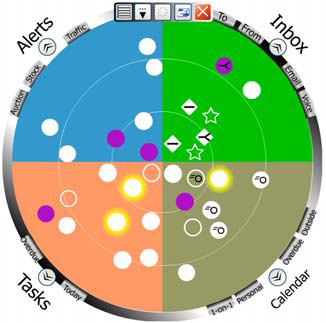 Alerts
Traffic
Stock
Auction
To
From
Inbox
Email
Voice
Overdue
Today
Tasks
Outside
Overdue
Personal
1-on-1
Calendar